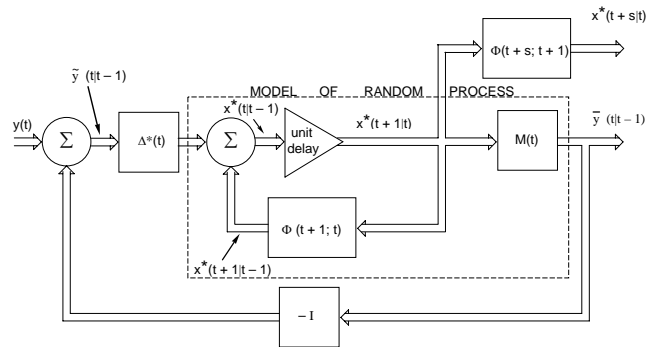 x*(t+s|t)
Φ(t+s; t+1)
ỹ (t|t−1)
MODEL OF RANDOM PROCESS
x*(t|t−1)
x*(t+1|t)
ȳ (t|t−1)
y(t)
Σ
Δ*(t)
Σ
unit
delay
M(t)
Φ (t+1; t)
x*(t+1|t−1)
− I